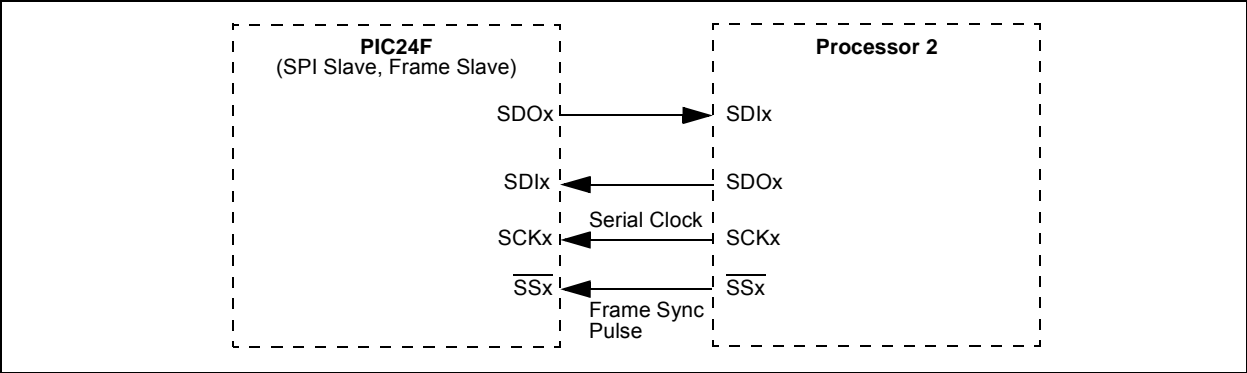 PIC24F
(SPI Slave, Frame Slave)
Processor 2
SDOx
SDIx
SDIx
SDOx
Serial Clock
SCKx
SCKx
SSx
SSx
Frame Sync
Pulse